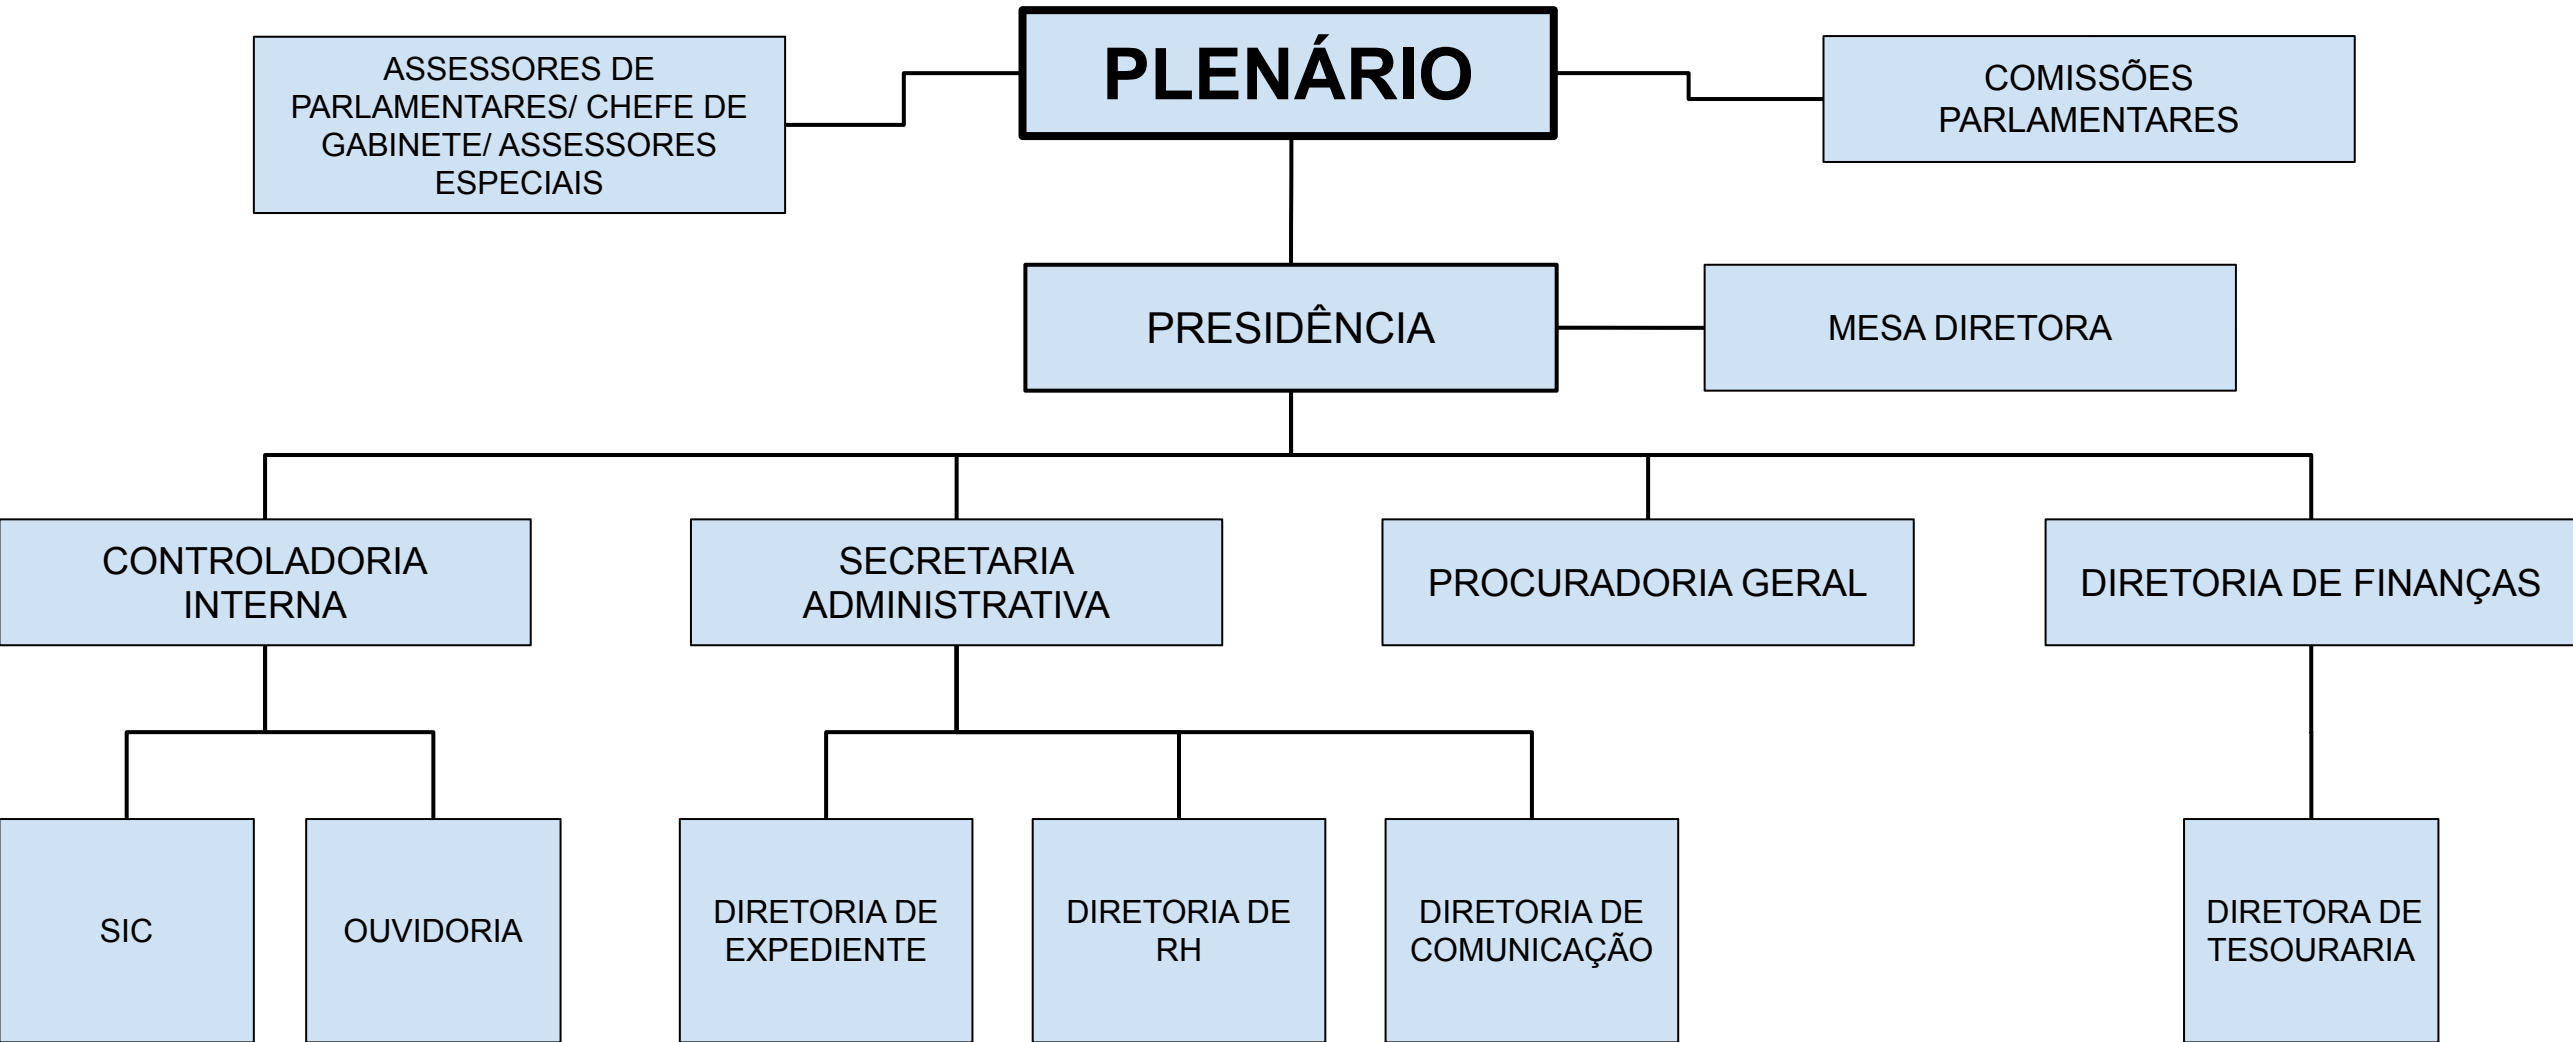 PLENÁRIO
ASSESSORES DE
PARLAMENTARES/ CHEFE DE
GABINETE/ ASSESSORES
ESPECIAIS
COMISSÕES
PARLAMENTARES
PRESIDÊNCIA
MESA DIRETORA
CONTROLADORIA
INTERNA
SECRETARIA
ADMINISTRATIVA
PROCURADORIA GERAL
DIRETORIA DE FINANÇAS
SIC
OUVIDORIA
DIRETORIA DE
EXPEDIENTE
DIRETORIA DE
RH
DIRETORIA DE
COMUNICAÇÃO
DIRETORA DE
TESOURARIA